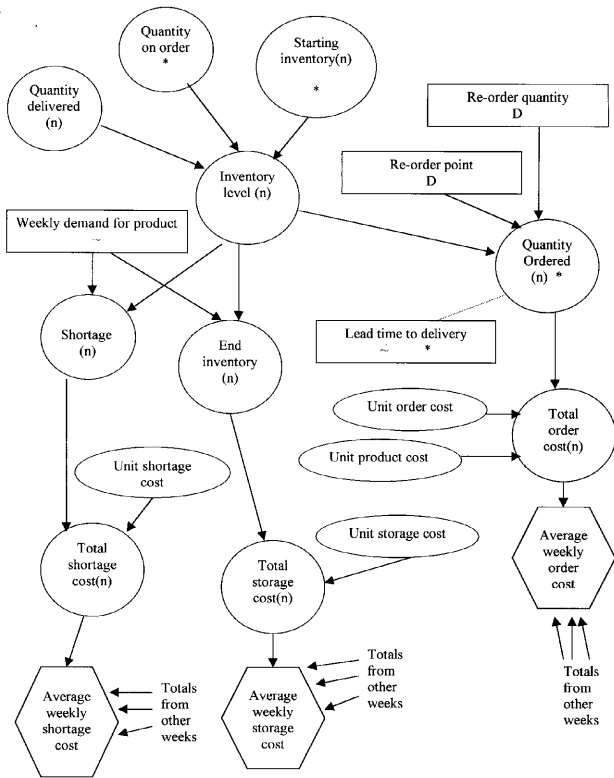 Quantity
on order
*
Starting
inventory(n)
*
Quantity
delivered
(n)
Re-order quantity
D
Re-order point
D
Inventory
level (n)
Weekly demand for product
~
Quantity
Ordered
(n) *
Shortage
(n)
End
inventory
(n)
Lead time to delivery
~ *
Unit order cost
Total
order
cost(n)
Unit product cost
Unit shortage
cost
Unit storage cost
Average
weekly
order
cost
Total
shortage
cost(n)
Total
storage
cost(n)
Totals
from
other
weeks
Average
weekly
shortage
cost
Totals
from
other
weeks
Average
weekly
storage
cost
Totals
from
other
weeks